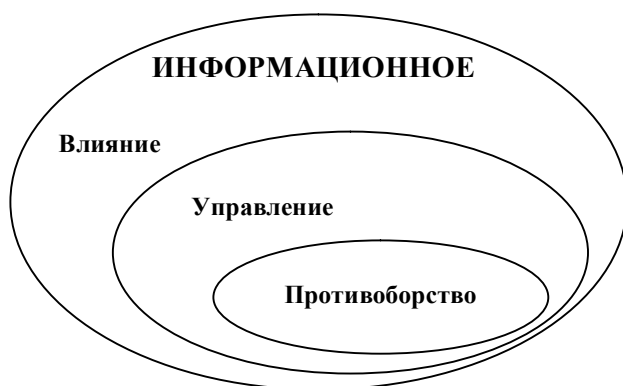 ИНФОРМАЦИОННОЕ
Влияние
Управление
Противоборство